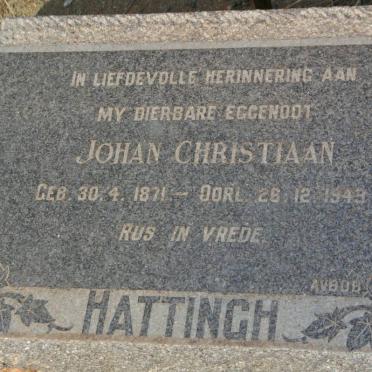 IN LIEFDEVOLLE HERINNERING AAN
MY DIERBARE EGGENOOT
JOHAN CHRISTIAAN
GEB. 30.4.1871 — OORL. 26.12.1949
RUS IN VREDE.
AVBOB
HATTINGH